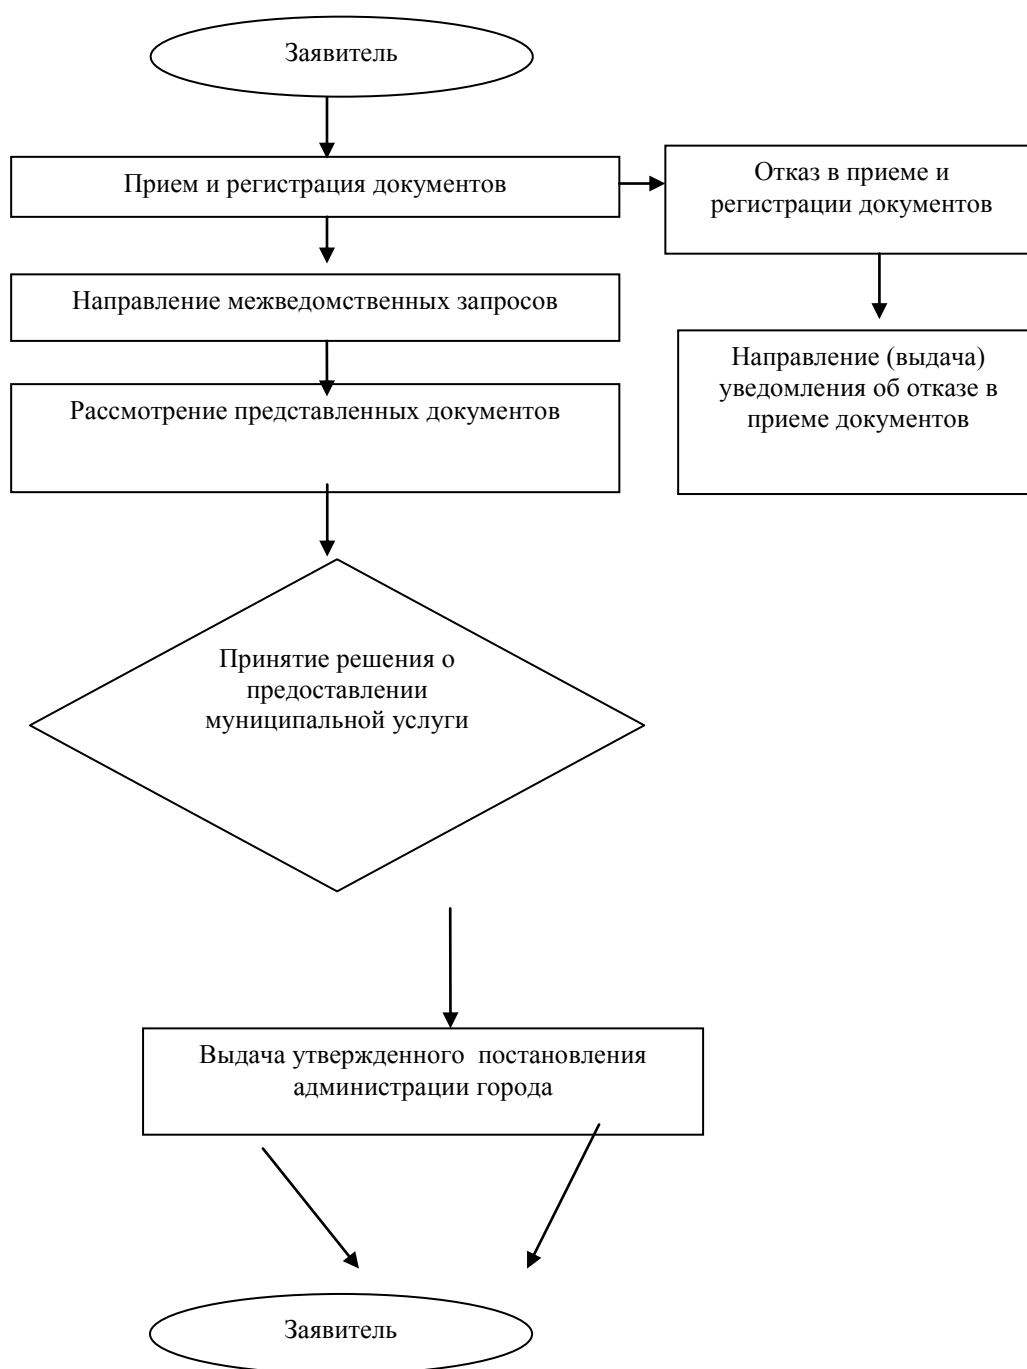 Заявитель
Прием и регистрация документов
Отказ в приеме и
регистрации документов
Направление межведомственных запросов
Направление (выдача)
уведомления об отказе в
приеме документов
Рассмотрение представленных документов
Принятие решения о
предоставлении
муниципальной услуги
Выдача утвержденного  постановления
администрации города
Заявитель